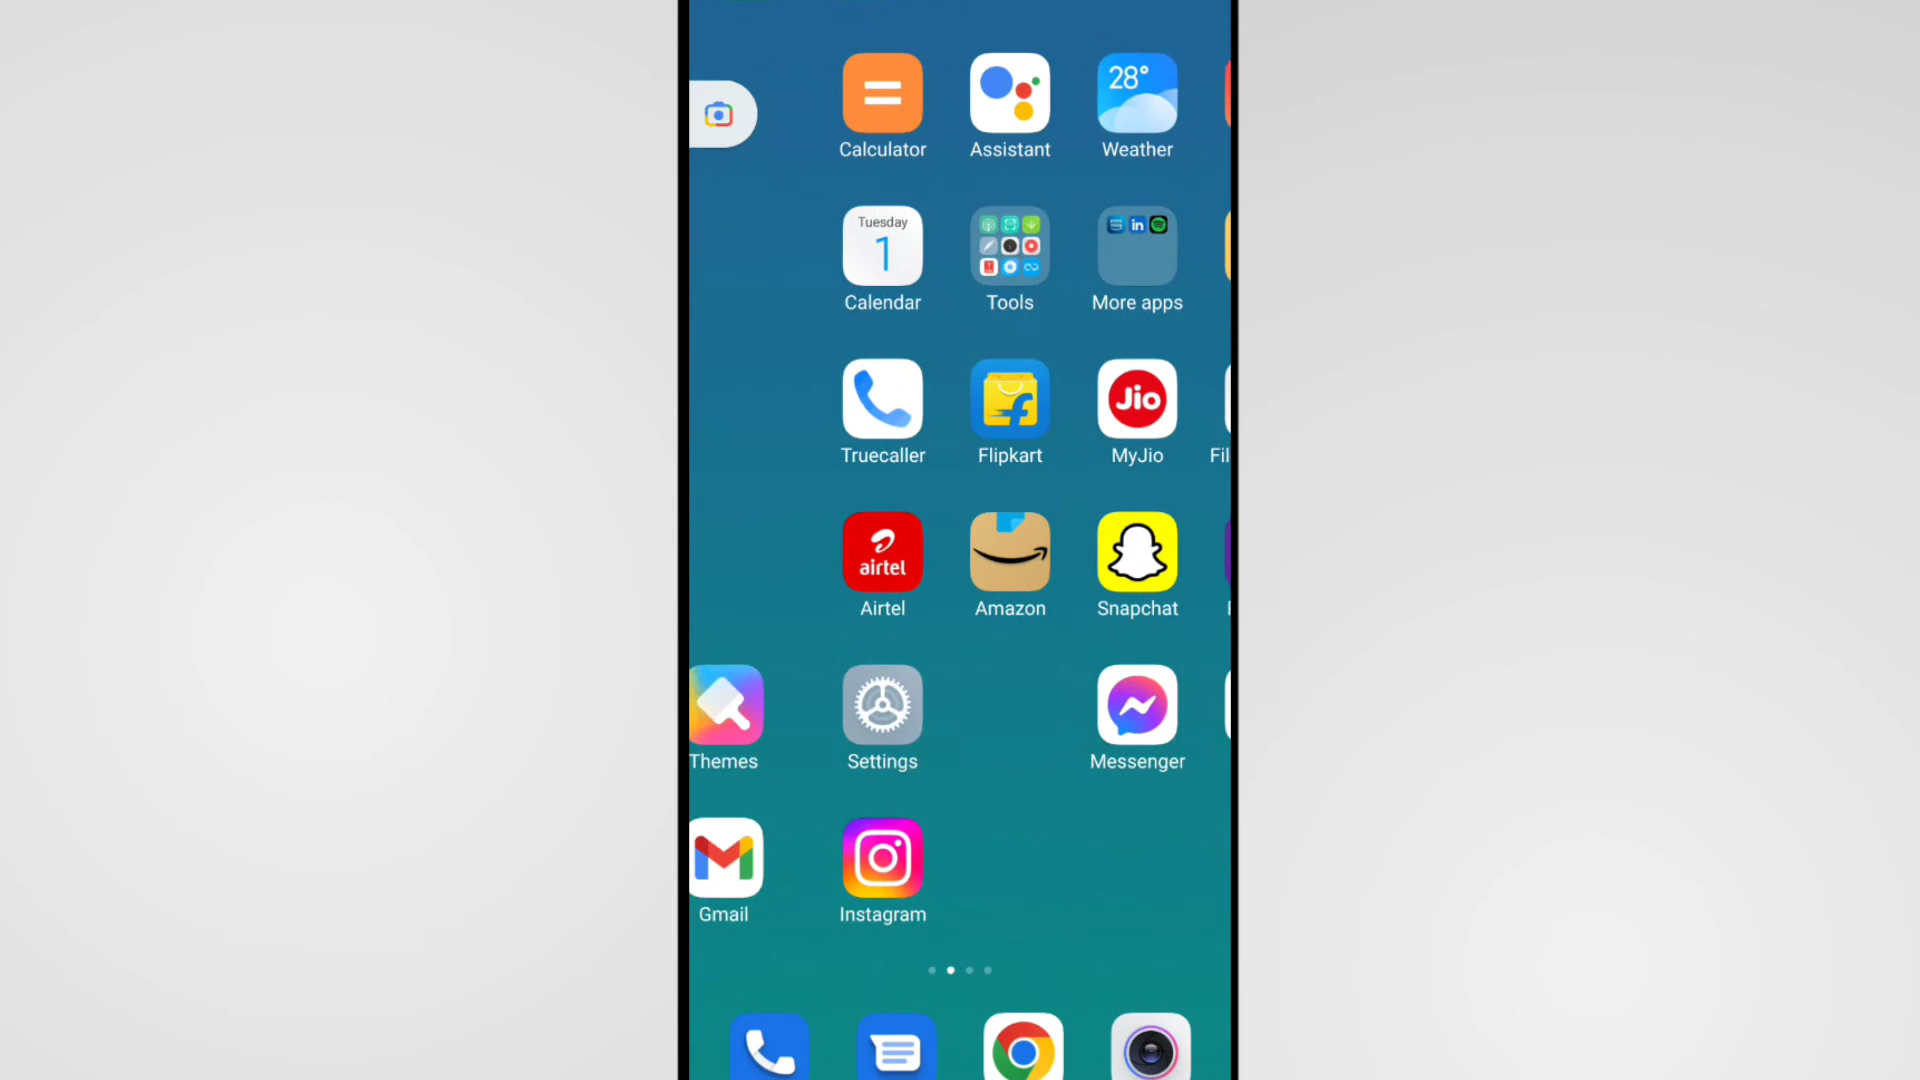 28°
Calculator Assistant Weather
Tuesday
1
in
Calendar Tools More apps
Jio
Truecaller Flipkart MyJio Fil
airtel
Airtel Amazon Snapchat
Themes Settings Messenger
Gmail Instagram